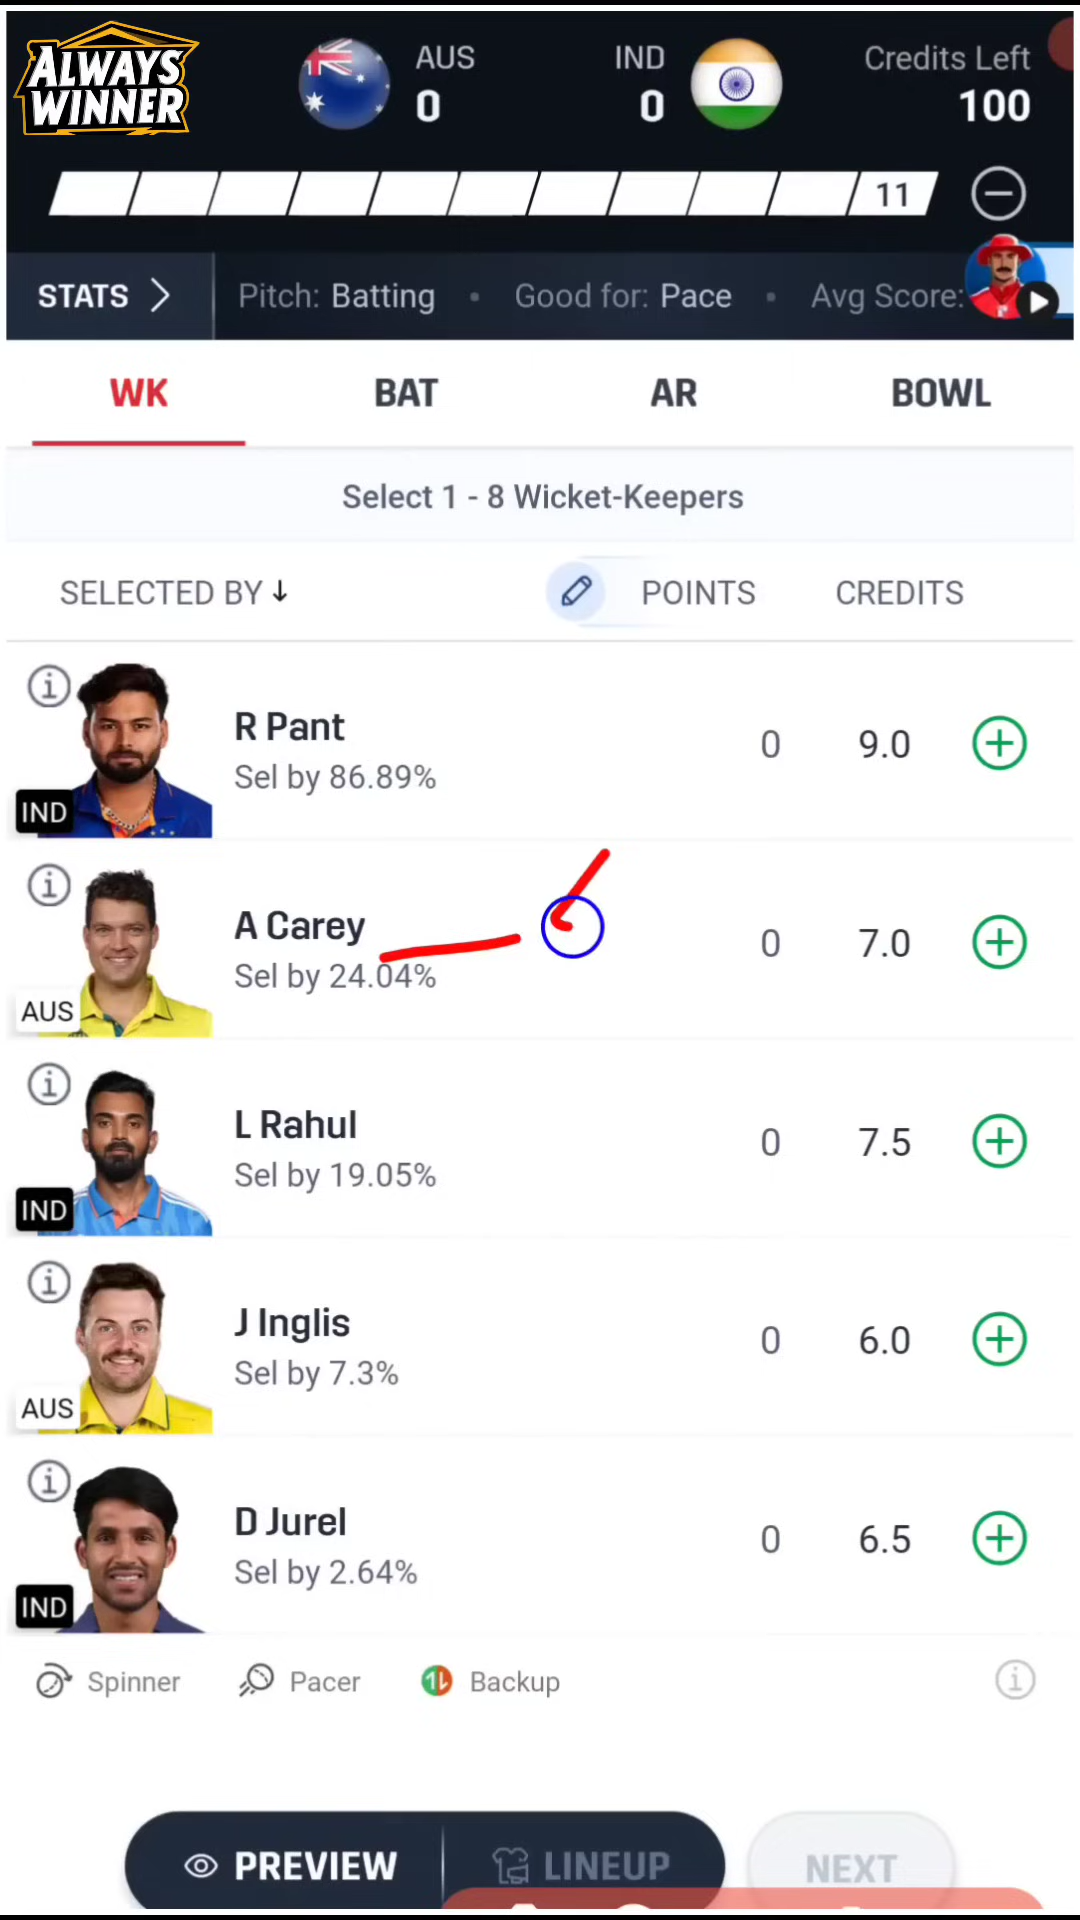 ALWAYS
WINNER
AUS
0
IND
0
Credits Left
100
11
STATS
Pitch: Batting • Good for: Pace • Avg Score:
WK
BAT
AR
BOWL
Select 1 - 8 Wicket-Keepers
SELECTED BY ↓
POINTS
CREDITS
R Pant
Sel by 86.89%
IND
0
9.0
A Carey
Sel by 24.04%
AUS
0
7.0
L Rahul
Sel by 19.05%
IND
0
7.5
J Inglis
Sel by 7.3%
AUS
0
6.0
D Jurel
Sel by 2.64%
IND
0
6.5
Spinner
Pacer
Backup
PREVIEW
LINEUP
NEXT